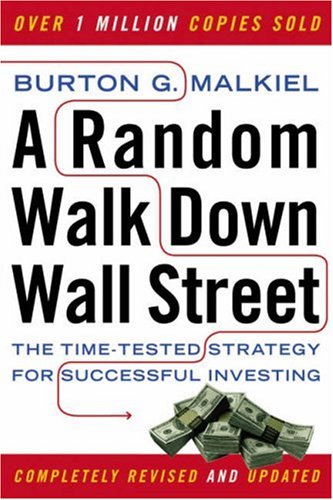 OVER 1 MILLION COPIES SOLD
BURTON G. MALKIEL
A Random
Walk Down
Wall Street
THE TIME-TESTED STRATEGY
FOR SUCCESSFUL INVESTING
COMPLETELY REVISED AND UPDATED